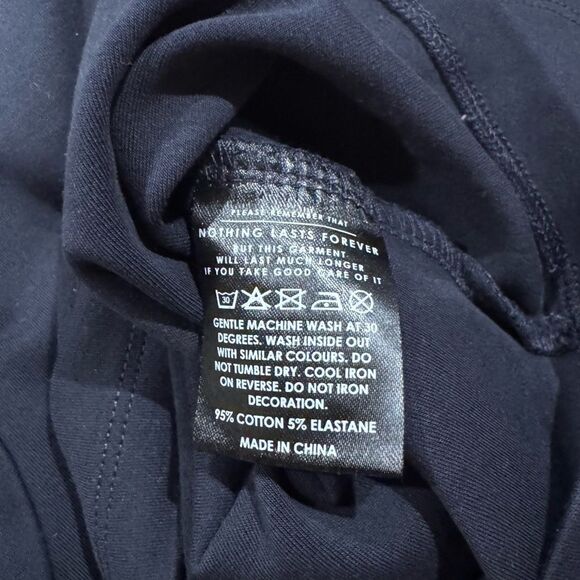 PLEASE REMEMBER THAT
NOTHING LASTS FOREVER
BUT THIS GARMENT
WILL LAST MUCH LONGER
IF YOU TAKE GOOD CARE OF IT
30
GENTLE MACHINE WASH AT 30
DEGREES. WASH INSIDE OUT
WITH SIMILAR COLOURS. DO
NOT TUMBLE DRY. COOL IRON
ON REVERSE. DO NOT IRON
DECORATION.
95% COTTON 5% ELASTANE
MADE IN CHINA